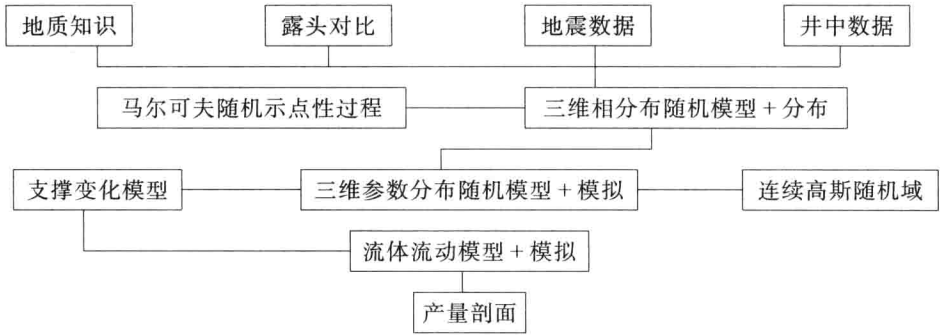 地质知识
露头对比
地震数据
井中数据
马尔可夫随机示点性过程
三维相分布随机模型+分布
支撑变化模型
三维参数分布随机模型+模拟
连续高斯随机域
流体流动模型+模拟
产量剖面